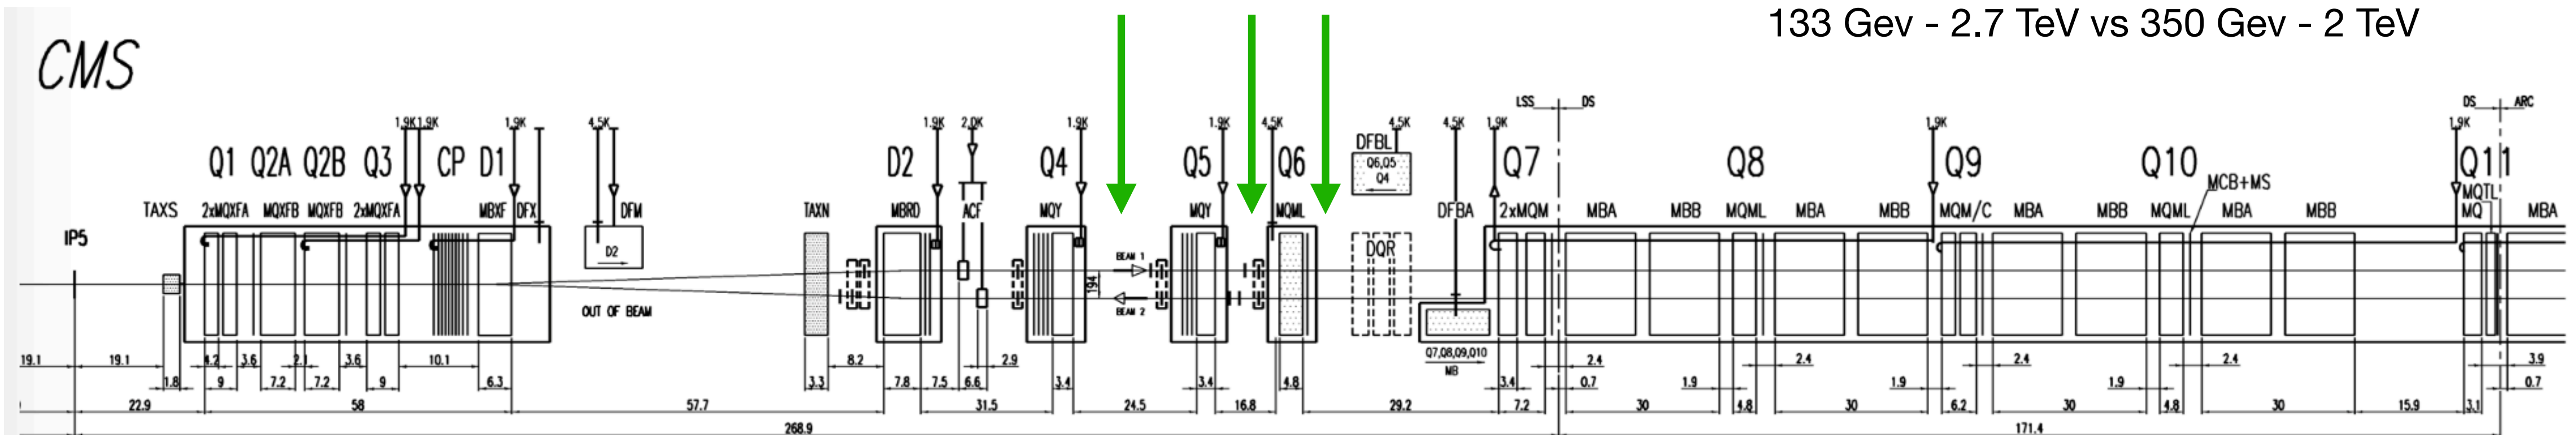 133 Gev - 2.7 TeV vs 350 Gev - 2 TeV
CMS
LSS DS DS ARC
1.9K 1.9K 1.9K 4.5K 1.9K 2.0K 1.9K 1.9K 4.5K 4.5K 4.5K 1.9K 1.9K 1.9K
Q1 Q2A Q2B Q3 CP D1 D2 Q4 Q5 Q6 DFBL Q7 Q8 Q9 Q10 Q11
Q6,Q5
Q4
MCB+MS
MQTL
TAXS 2xMQXFA MQXFB MQXFB 2xMQXFA MBXF DFX DFM TAXN MBRD ACF MQY MQY MQML DFBA 2xMQM MBA MBB MQML MBA MBB MQM/C MBA MBB MQML MBA MBB MQ MBA
IP5
D2
DQR
BEAM 1
194
BEAM 2
OUT OF BEAM
Q7,Q8,Q9,Q10
MB
19.1 19.1 4.2 3.6 2.1 3.6 10.1 8.2 2.9 2.4 2.4 2.4 2.4 3.9
1.8 9 7.2 7.2 9 6.3 3.3 7.8 7.5 6.6 3.4 3.4 4.8 3.4 0.7 1.9 1.9 1.9 0.7
22.9 58 57.7 31.5 24.5 16.8 29.2 7.2 30 4.8 30 6.2 30 4.8 30 15.9 3.1
268.9 171.4